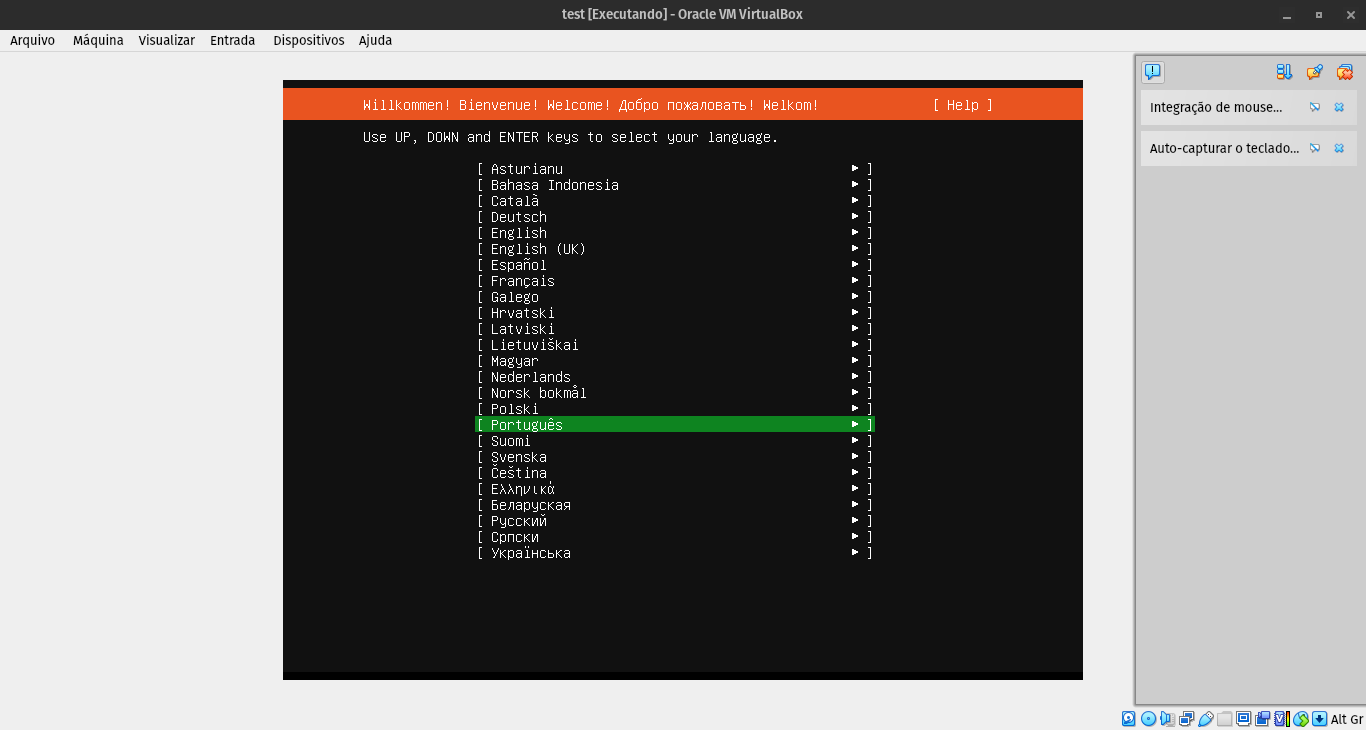 test [Executando] - Oracle VM VirtualBox
Arquivo Máquina Visualizar Entrada Dispositivos Ajuda
Willkommen! Bienvenue! Welcome! Добро пожаловать! Welkom! [ Help ]
Use UP, DOWN and ENTER keys to select your language.
[ Asturianu ► ]
[ Bahasa Indonesia ► ]
[ Català ► ]
[ Deutsch ► ]
[ English ► ]
[ English (UK) ► ]
[ Español ► ]
[ Français ► ]
[ Galego ► ]
[ Hrvatski ► ]
[ Latviski ► ]
[ Lietuviškai ► ]
[ Magyar ► ]
[ Nederlands ► ]
[ Norsk bokmål ► ]
[ Polski ► ]
[ Português ► ]
[ Suomi ► ]
[ Svenska ► ]
[ Čeština ► ]
[ Ελληνικά ► ]
[ Беларуская ► ]
[ Русский ► ]
[ Српски ► ]
[ Українська ► ]
Integração de mouse...
Auto-capturar o teclado...
Alt Gr